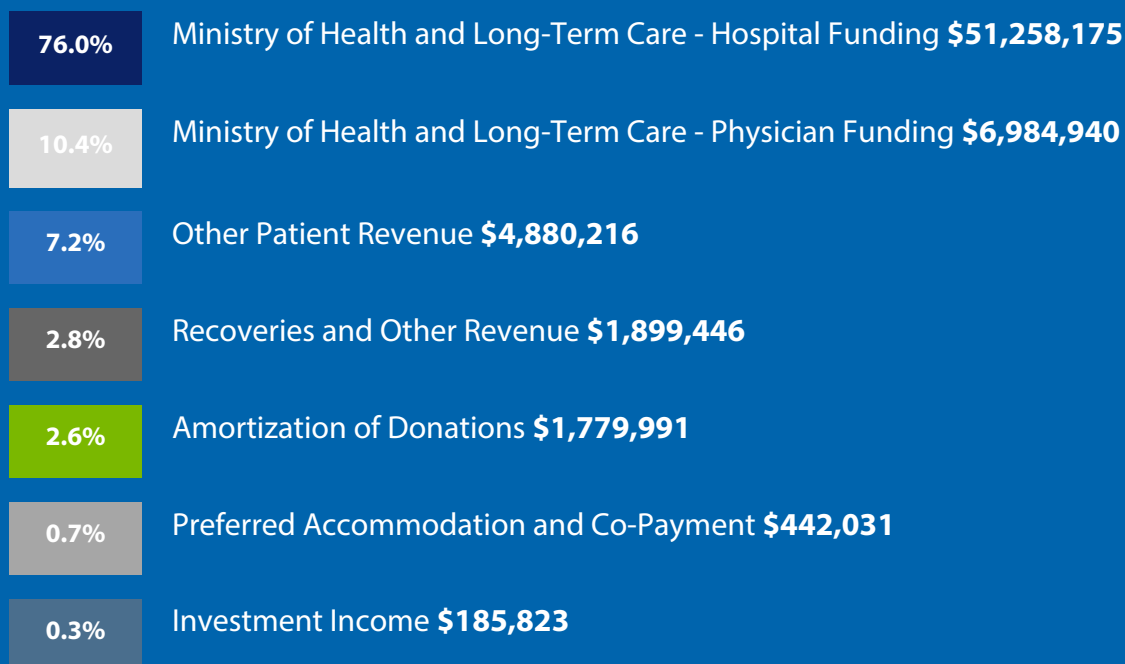 76.0% Ministry of Health and Long-Term Care - Hospital Funding $51,258,175
10.4% Ministry of Health and Long-Term Care - Physician Funding $6,984,940
7.2% Other Patient Revenue $4,880,216
2.8% Recoveries and Other Revenue $1,899,446
2.6% Amortization of Donations $1,779,991
0.7% Preferred Accommodation and Co-Payment $442,031
0.3% Investment Income $185,823